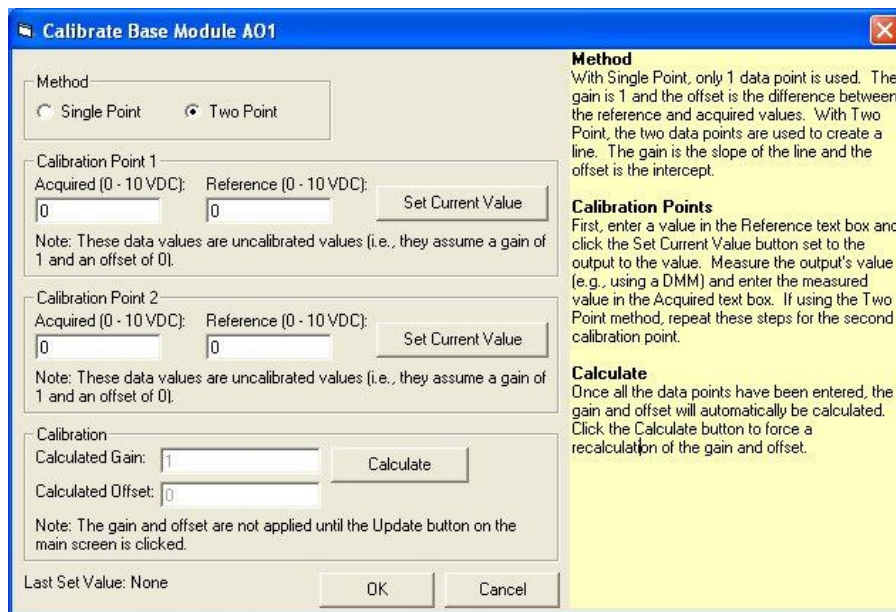 Calibrate Base Module AO1
Method
Single Point
Two Point
Calibration Point 1
Acquired (0 - 10 VDC):
Reference (0 - 10 VDC):
0
0
Set Current Value
Note: These data values are uncalibrated values (i.e., they assume a gain of
1 and an offset of 0).
Calibration Point 2
Acquired (0 - 10 VDC):
Reference (0 - 10 VDC):
0
0
Set Current Value
Note: These data values are uncalibrated values (i.e., they assume a gain of
1 and an offset of 0).
Calibration
Calculated Gain:
1
Calculate
Calculated Offset:
0
Note: The gain and offset are not applied until the Update button on the
main screen is clicked.
Last Set Value: None
OK
Cancel
Method
With Single Point, only 1 data point is used. The
gain is 1 and the offset is the difference between
the reference and acquired values. With Two
Point, the two data points are used to create a
line. The gain is the slope of the line and the
offset is the intercept.
Calibration Points
First, enter a value in the Reference text box and
click the Set Current Value button set to the
output to the value. Measure the output's value
(e.g., using a DMM) and enter the measured
value in the Acquired text box. If using the Two
Point method, repeat these steps for the second
calibration point.
Calculate
Once all the data points have been entered, the
gain and offset will automatically be calculated.
Click the Calculate button to force a
recalculation of the gain and offset.